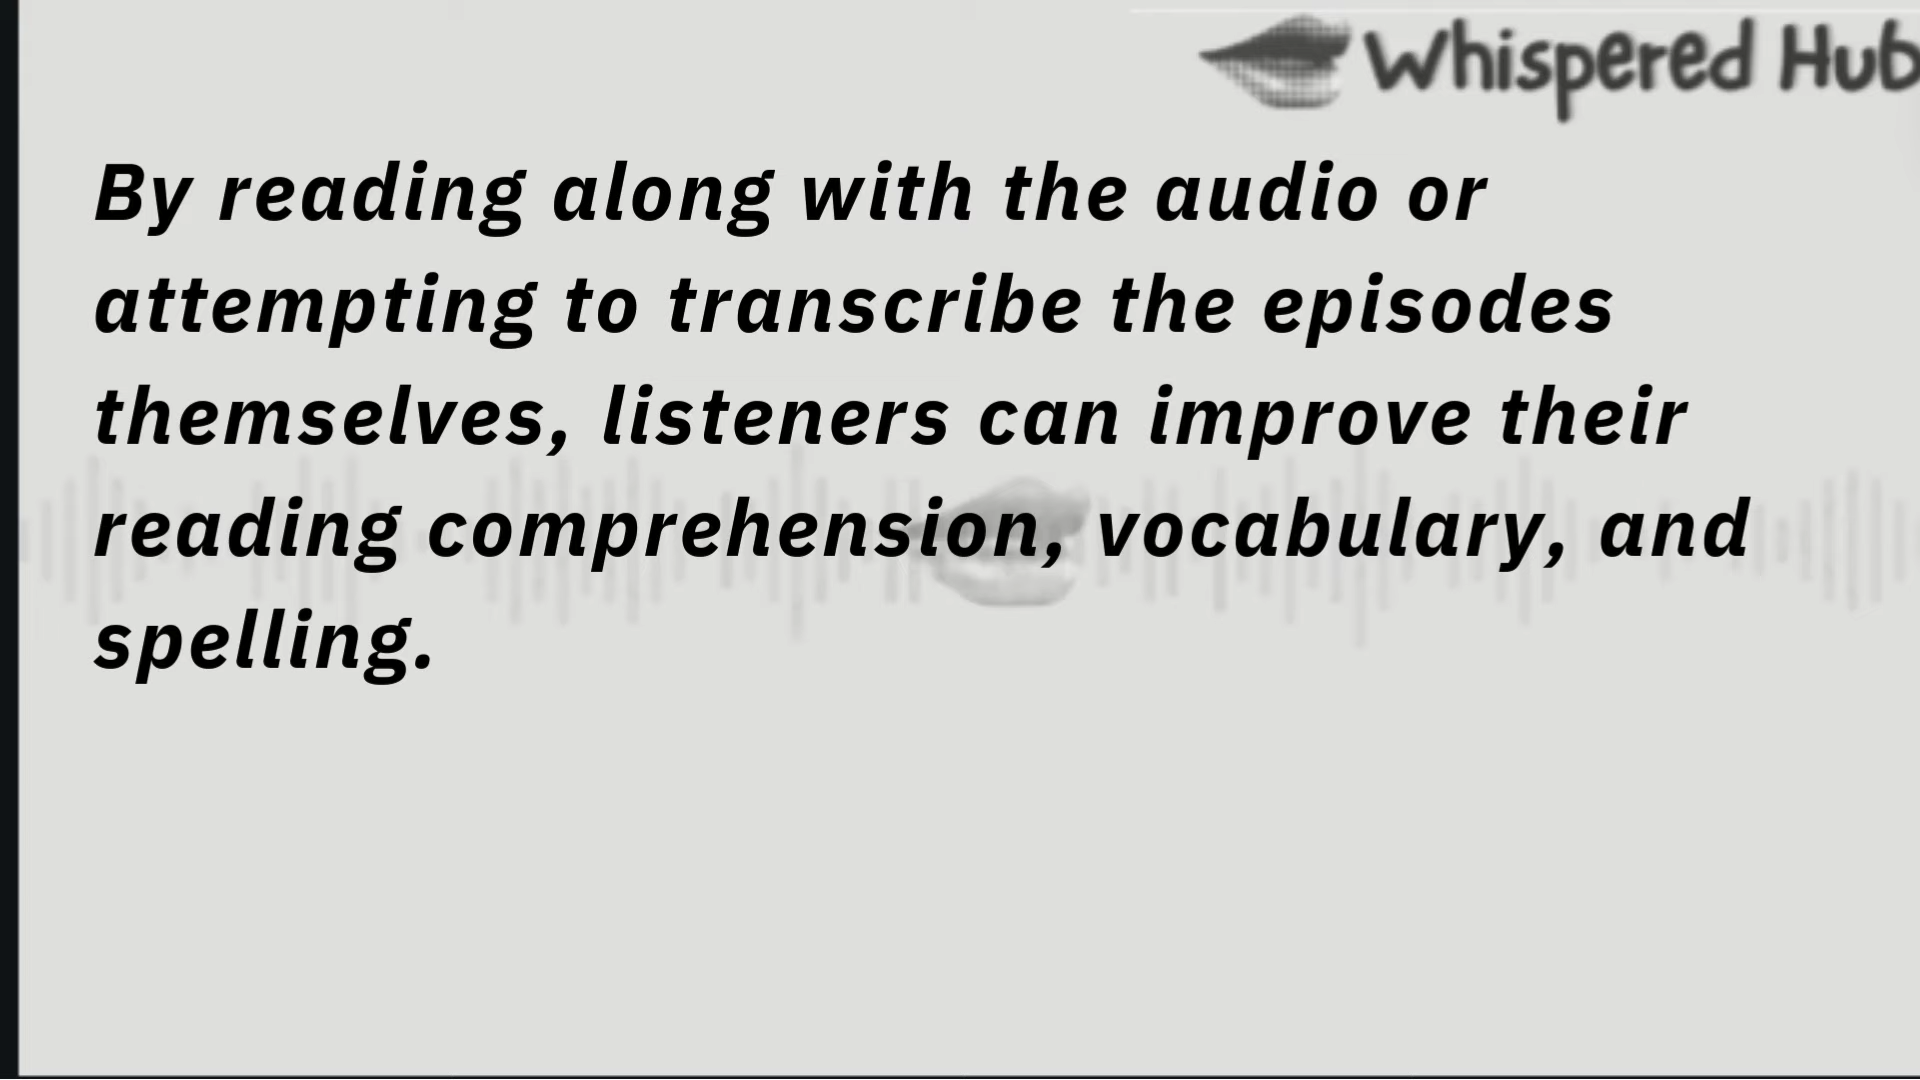 Whispered Hub
By reading along with the audio or
attempting to transcribe the episodes
themselves, listeners can improve their
reading comprehension, vocabulary, and
spelling.